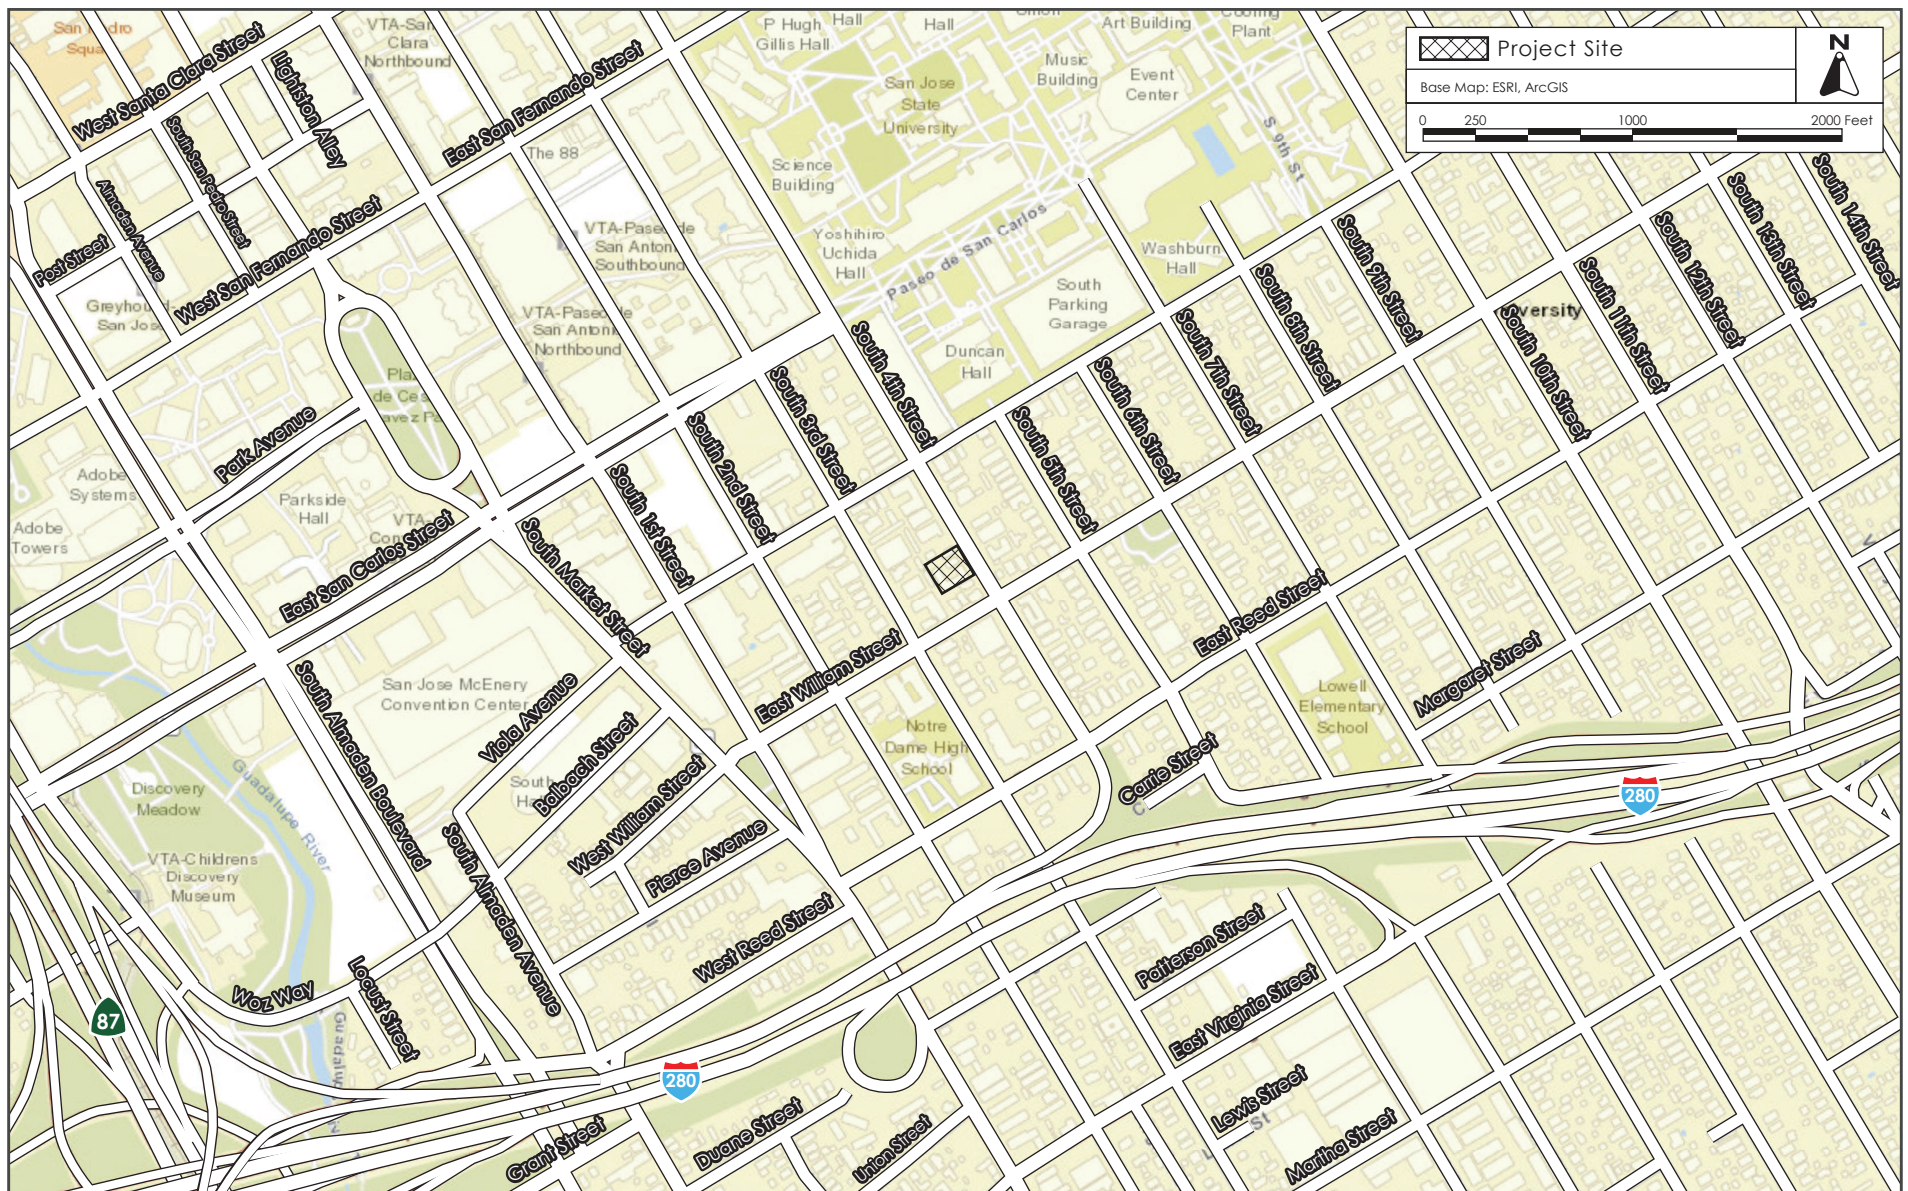 Project Site
N
Base Map: ESRI, ArcGIS
0 250 1000 2000 Feet
VTA-San
Clara
Northbound
P Hugh
Gillis Hall
Hall
Hall
Art Building
Plant
Music
Building
Event
Center
San Jose
State
University
S 9th St
Science
Building
The 88
West Santa Clara Street
Lightston Alley
East San Fernando Street
South San Pedro Street
Almaden Avenue
Post Street
West San Fernando Street
VTA-Paseo de
San Antoni
Southbound
Yoshihiro
Uchida
Hall
Paseo de San Carlos
Washburn
Hall
South
Parking
Garage
Duncan
Hall
VTA-Paseo de
San Antoni
Northbound
South 14th Street
South 13th Street
South 12th Street
South 11th Street
South 10th Street
South 9th Street
South 8th Street
South 7th Street
South 6th Street
South 5th Street
South 4th Street
South 3rd Street
South 2nd Street
South 1st Street
versity
Park Avenue
Adobe
Systems
Adobe
Towers
Parkside
Hall
East San Carlos Street
South Market Street
San Jose McEnery
Convention Center
South Almaden Boulevard
Viola Avenue
Balbach Street
East William Street
West William Street
Pierce Avenue
South Almaden Avenue
West Reed Street
East Reed Street
Margaret Street
Lowell
Elementary
School
Notre
Dame High
School
Carrie Street
280
Discovery
Meadow
Guadalupe River
VTA-Childrens
Discovery
Museum
Woz Way
Locust Street
87
280
Patterson Street
East Virginia Street
Lewis Street
St
Martha Street
Grant Street
Duane Street
Union Street